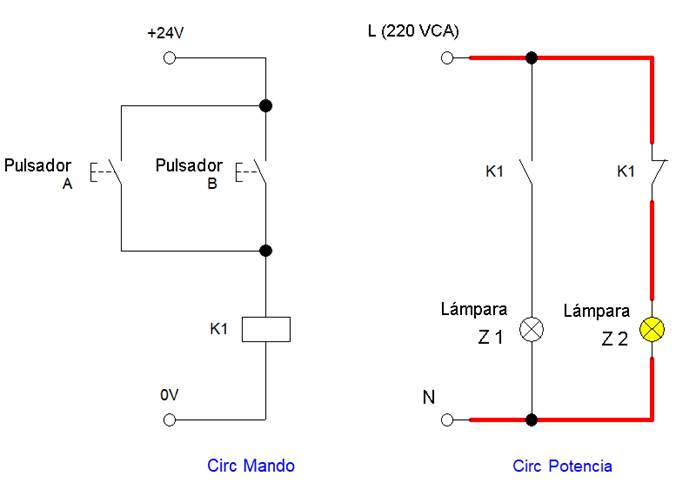 +24V
Pulsador
A
Pulsador
B
K1
0V
Circ Mando
L (220 VCA)
K1
K1
Lámpara
Z 1
Lámpara
Z 2
N
Circ Potencia